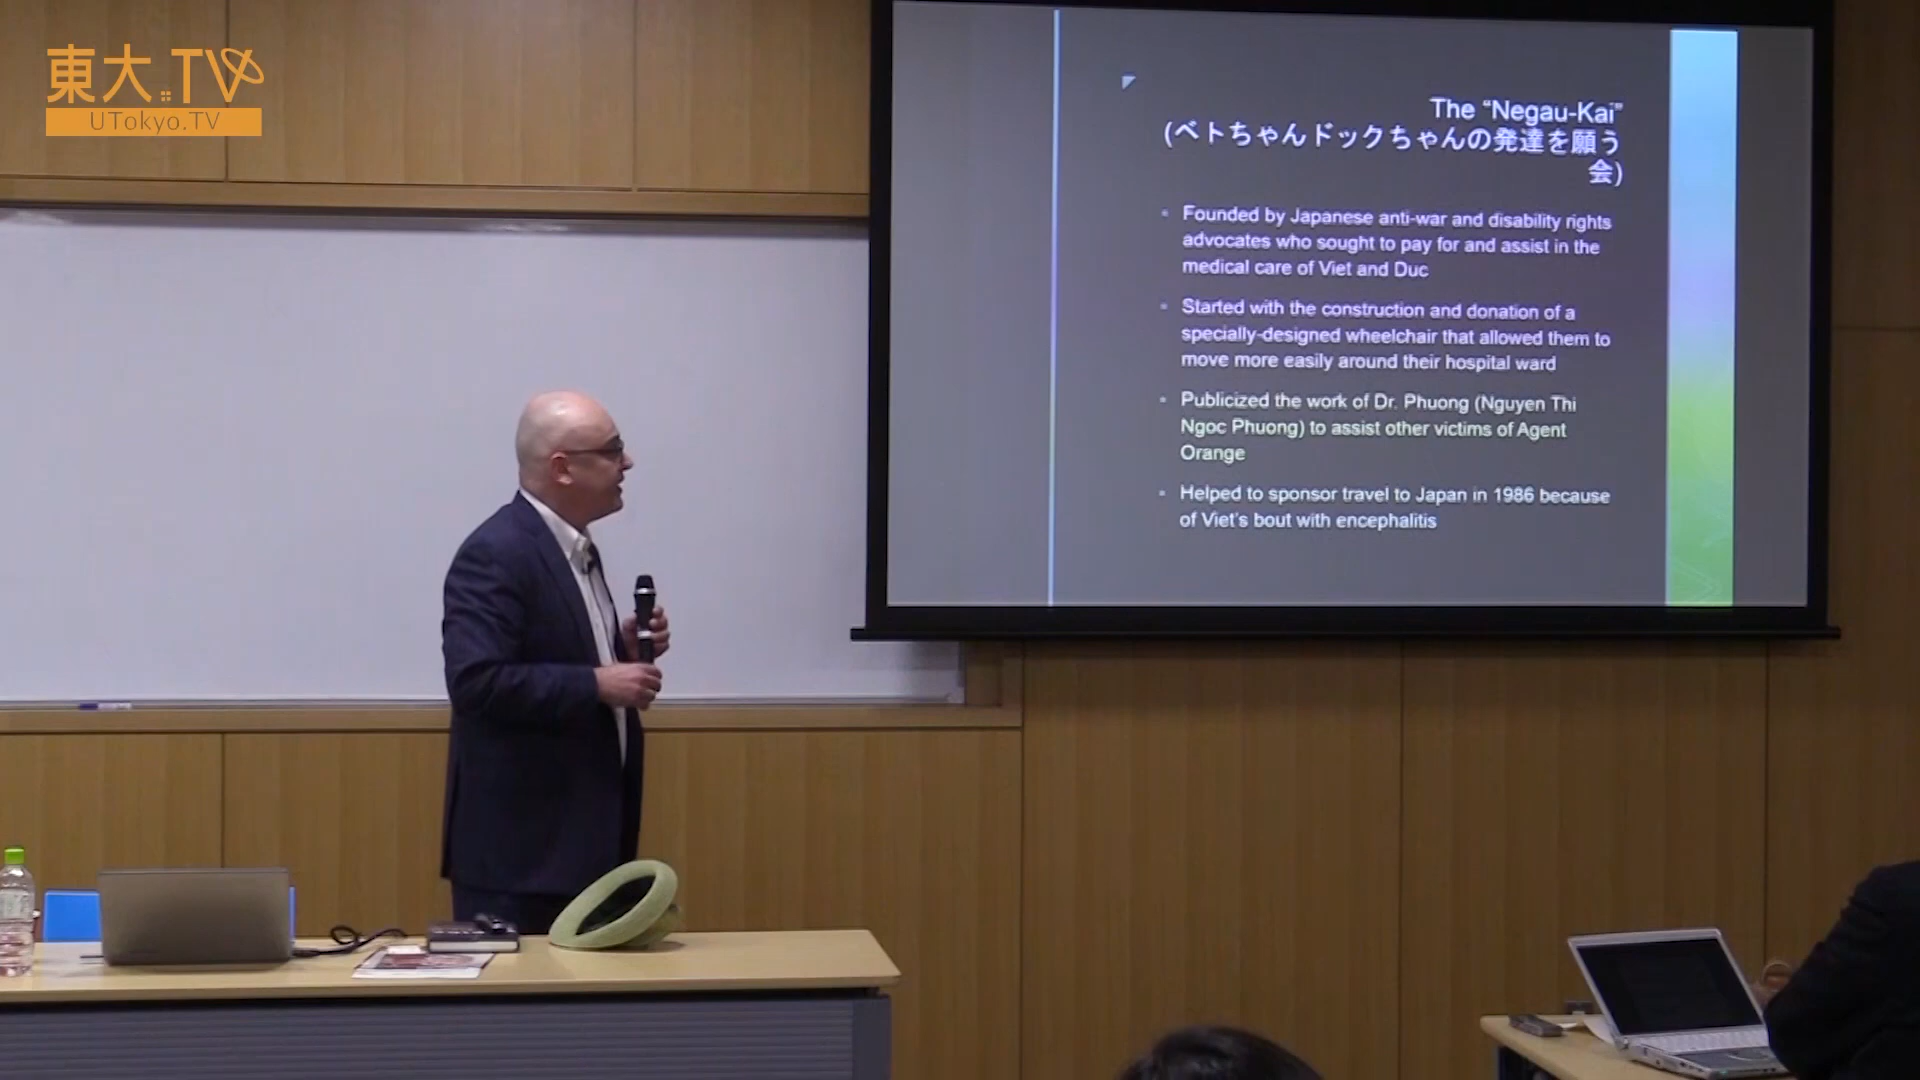 東大TV
UTokyo.TV
The “Negau-Kai”
(ベトちゃんドックちゃんの発達を願う
会)
Founded by Japanese anti-war and disability rights
advocates who sought to pay for and assist in the
medical care of Viet and Duc
Started with the construction and donation of a
specially-designed wheelchair that allowed them to
move more easily around their hospital ward
Publicized the work of Dr. Phuong (Nguyen Thi
Ngoc Phuong) to assist other victims of Agent
Orange
Helped to sponsor travel to Japan in 1986 because
of Viet's bout with encephalitis